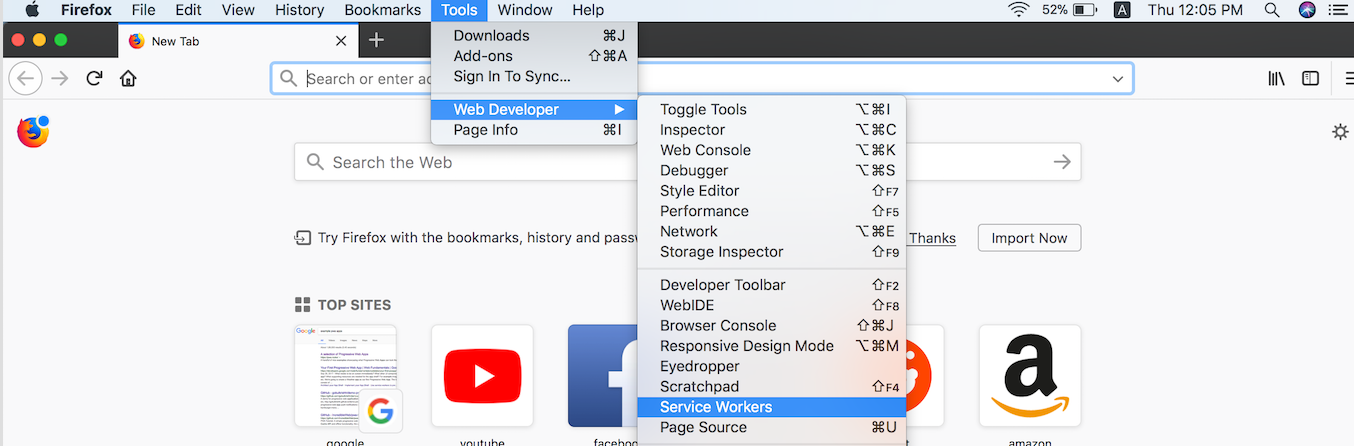 Firefox File Edit View History Bookmarks Tools Window Help 52% A Thu 12:05 PM
New Tab
Downloads ⌘J
Add-ons ⇧⌘A
Sign In To Sync...
Web Developer ▶
Page Info ⌘I
Search or enter ac
Toggle Tools ⌥⌘I
Inspector ⌥⌘C
Web Console ⌥⌘K
Debugger ⌥⌘S
Style Editor ⇧F7
Performance ⇧F5
Network ⌥⌘E
Storage Inspector ⇧F9
Developer Toolbar ⇧F2
WebIDE ⇧F8
Browser Console ⇧⌘J
Responsive Design Mode ⌥⌘M
Eyedropper
Scratchpad ⇧F4
Service Workers
Page Source ⌘U
Search the Web
Try Firefox with the bookmarks, history and passw Thanks Import Now
TOP SITES
Google
G
f
a
google youtube facebo t amazon